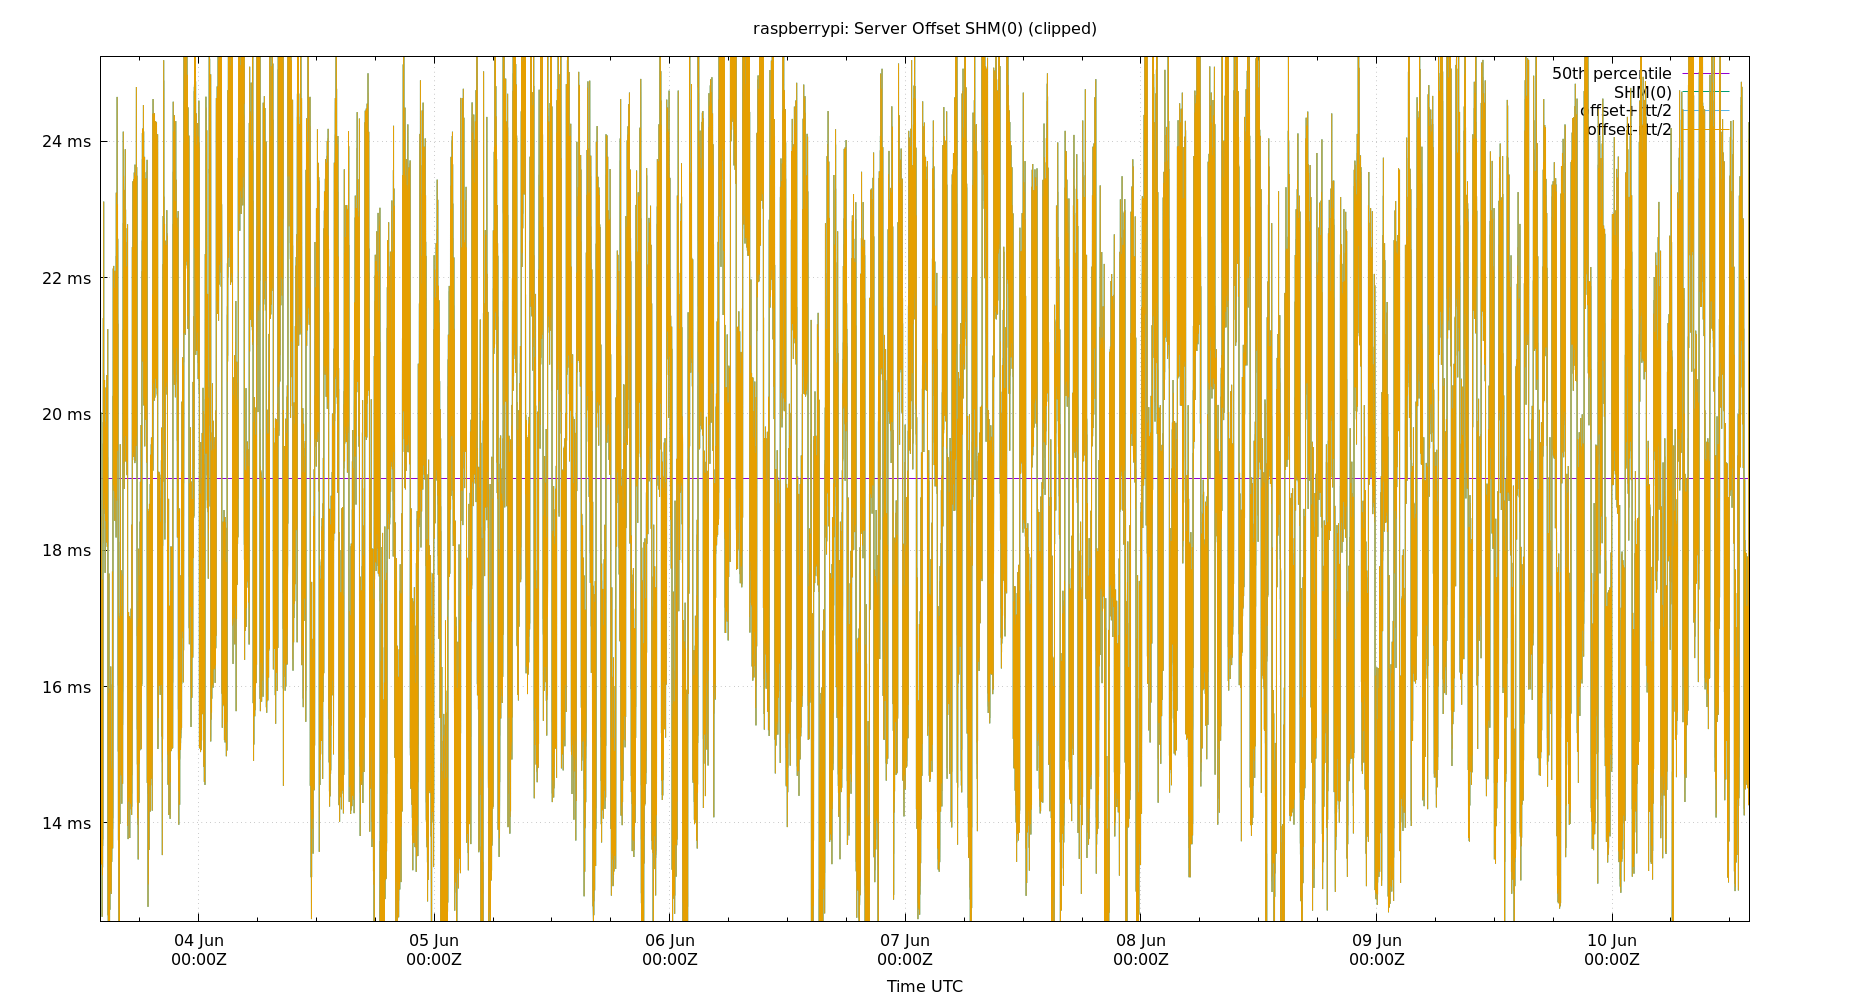 raspberrypi: Server Offset SHM(0) (clipped)
50th percentile
SHM(0)
offset+rtt/2
offset-rtt/2
24 ms
22 ms
20 ms
18 ms
16 ms
14 ms
04 Jun 05 Jun 06 Jun 07 Jun 08 Jun 09 Jun 10 Jun
00:00Z 00:00Z 00:00Z 00:00Z 00:00Z 00:00Z 00:00Z
Time UTC